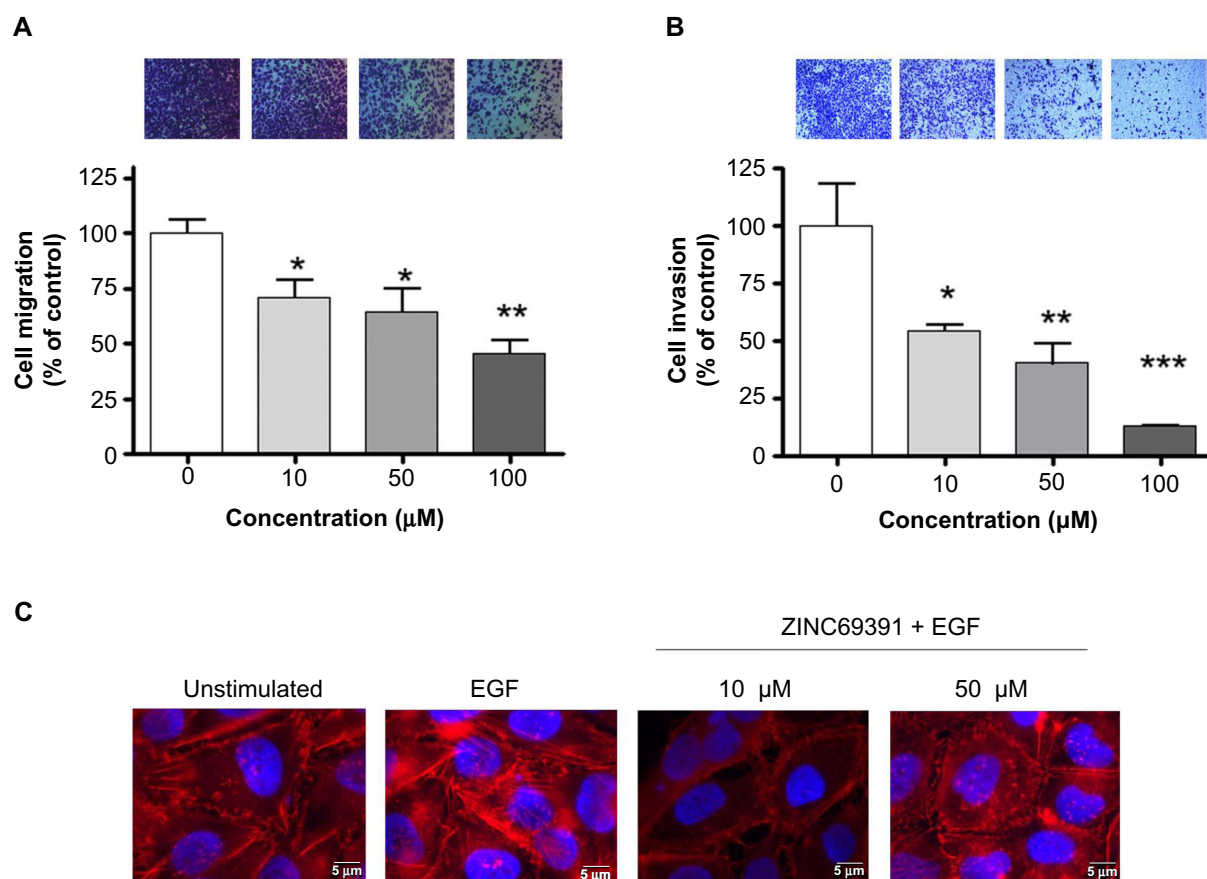 A
125
100
75
50
25
0
Cell migration
(% of control)
*
*
**
0 10 50 100
Concentration (μM)
B
125
100
75
50
25
0
Cell invasion
(% of control)
*
**
***
0 10 50 100
Concentration (µM)
C
ZINC69391 + EGF
Unstimulated EGF 10 µM 50 µM
5 µm 5 µm 5 µm 5 µm